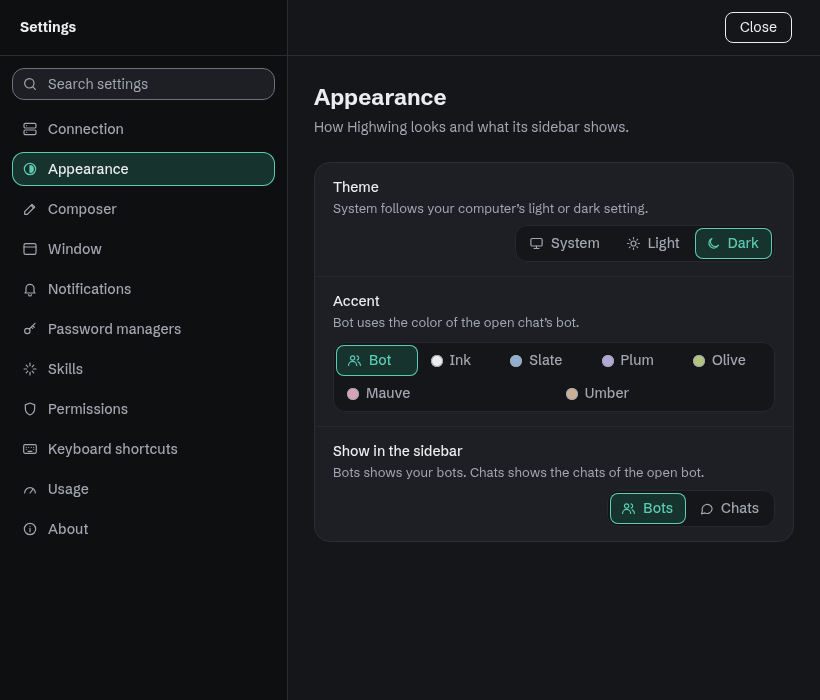 Settings
Close
Search settings
Connection
Appearance
Composer
Window
Notifications
Password managers
Skills
Permissions
Keyboard shortcuts
Usage
About
Appearance
How Highwing looks and what its sidebar shows.
Theme
System follows your computer's light or dark setting.
System Light Dark
Accent
Bot uses the color of the open chat's bot.
Bot Ink Slate Plum Olive
Mauve Umber
Show in the sidebar
Bots shows your bots. Chats shows the chats of the open bot.
Bots Chats